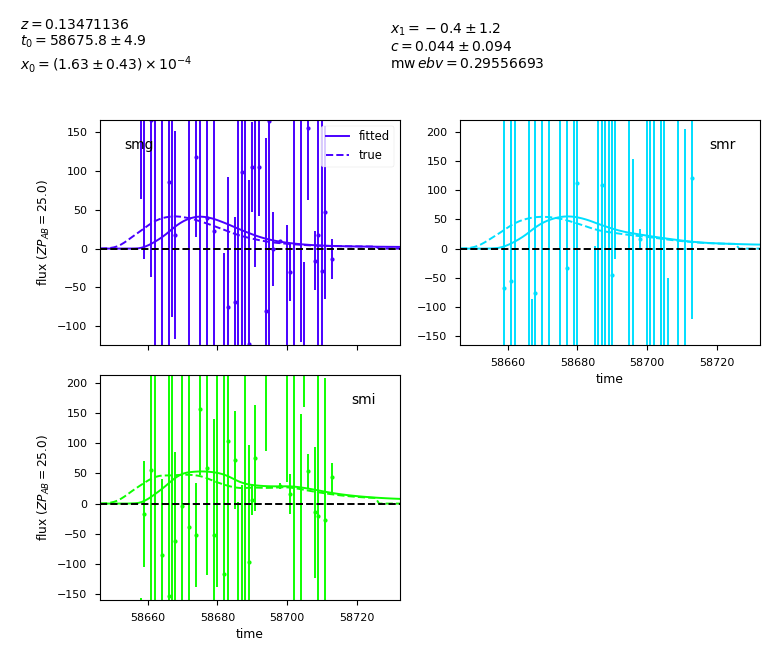 z = 0.13471136
t₀ = 58675.8 ± 4.9
x₀ = (1.63 ± 0.43) × 10⁻⁴
x₁ = −0.4 ± 1.2
c = 0.044 ± 0.094
mw ebv = 0.29556693
smg
fitted
true
150
100
50
0
−50
−100
flux (ZP_AB = 25.0)
smr
200
150
100
50
0
−50
−100
−150
58660 58680 58700 58720
time
smi
200
150
100
50
0
−50
−100
−150
flux (ZP_AB = 25.0)
58660 58680 58700 58720
time